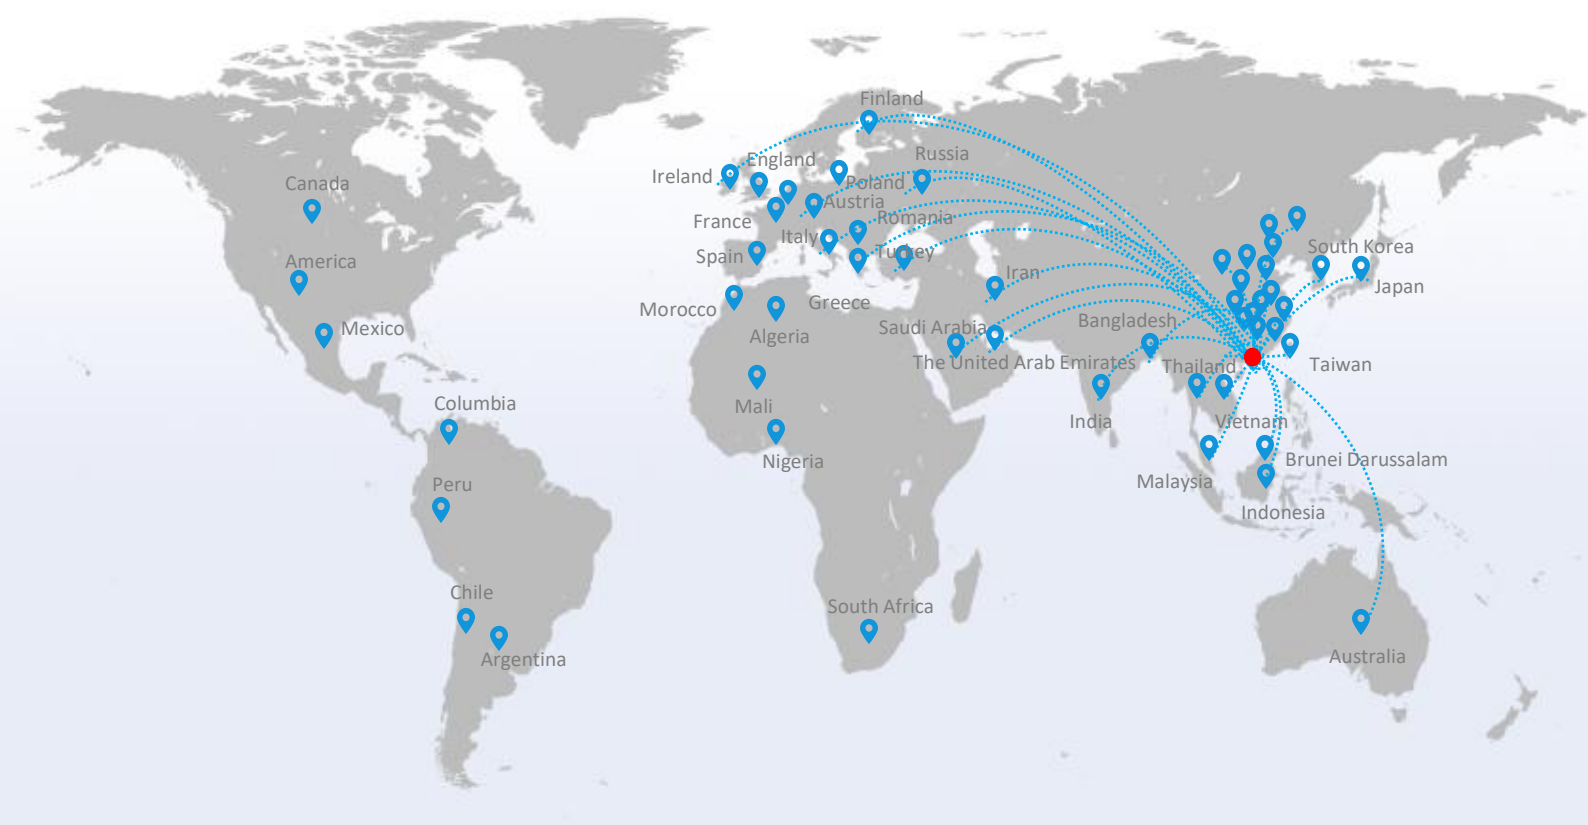 Finland
Russia
England
Ireland
Poland
Canada
Austria
France
Romania
Italy
South Korea
Spain
Turkey
America
Iran
Japan
Greece
Morocco
Bangladesh
Mexico
Algeria
Saudi Arabia
The United Arab Emirates
Thailand
Taiwan
Columbia
Mali
India
Vietnam
Nigeria
Brunei Darussalam
Peru
Malaysia
Indonesia
Chile
South Africa
Argentina
Australia